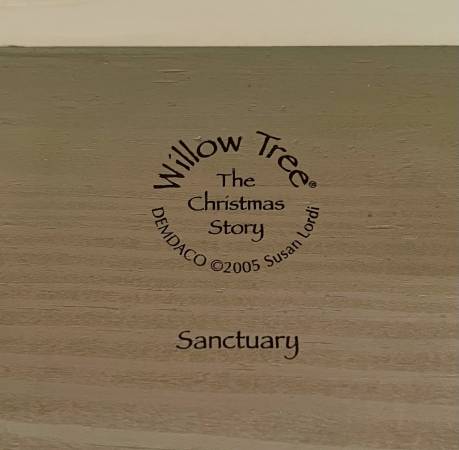 Willow Tree®
The
Christmas
Story
DEMDACO ©2005 Susan Lordi
Sanctuary